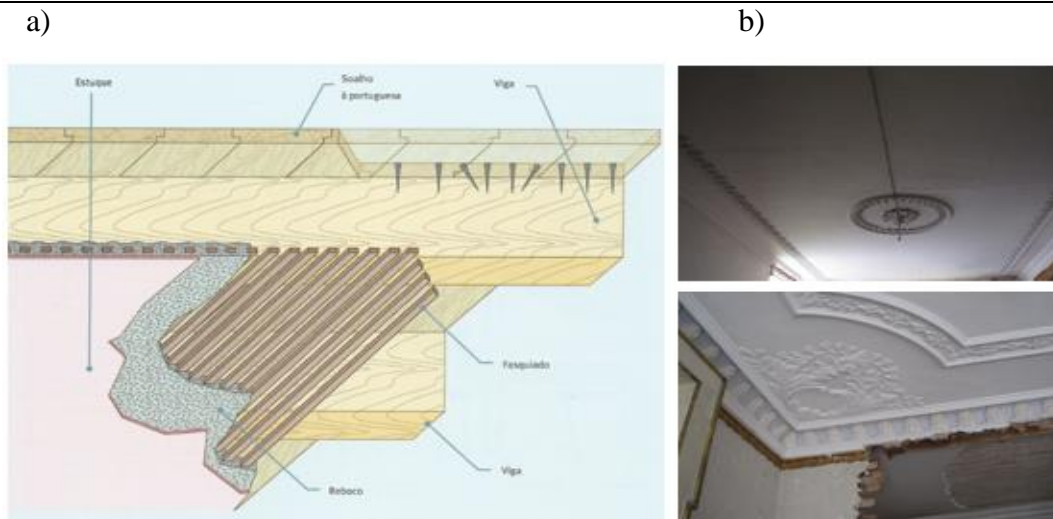 a)
b)
Estuque
Soalho
à portuguesa
Viga
Fasquiado
Viga
Reboco